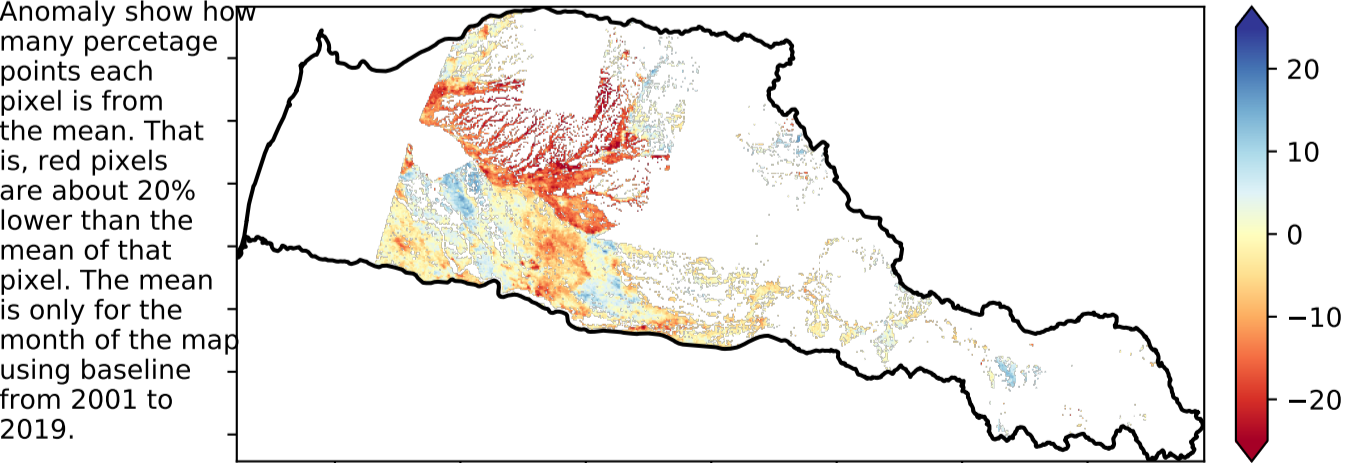 Anomaly show how
many percetage
points each
pixel is from
the mean. That
is, red pixels
are about 20%
lower than the
mean of that
pixel. The mean
is only for the
month of the map
using baseline
from 2001 to
2019.
20
10
0
−10
−20